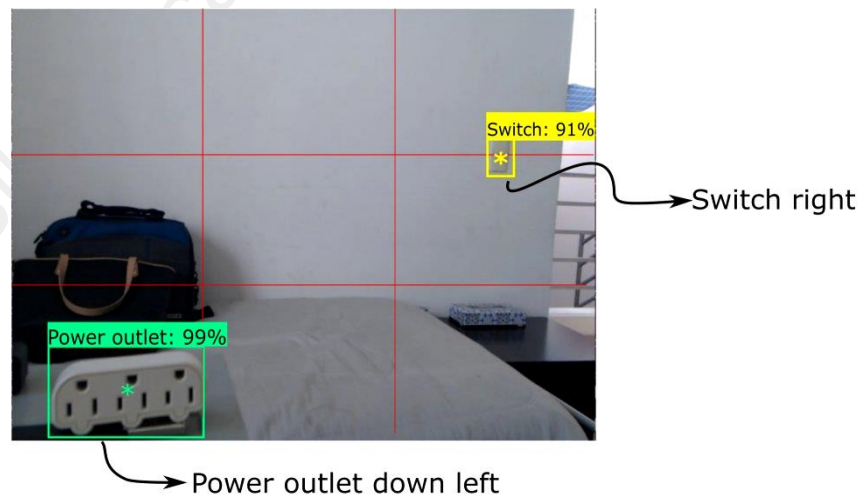 Switch: 91%
Switch right
Power outlet: 99%
Power outlet down left